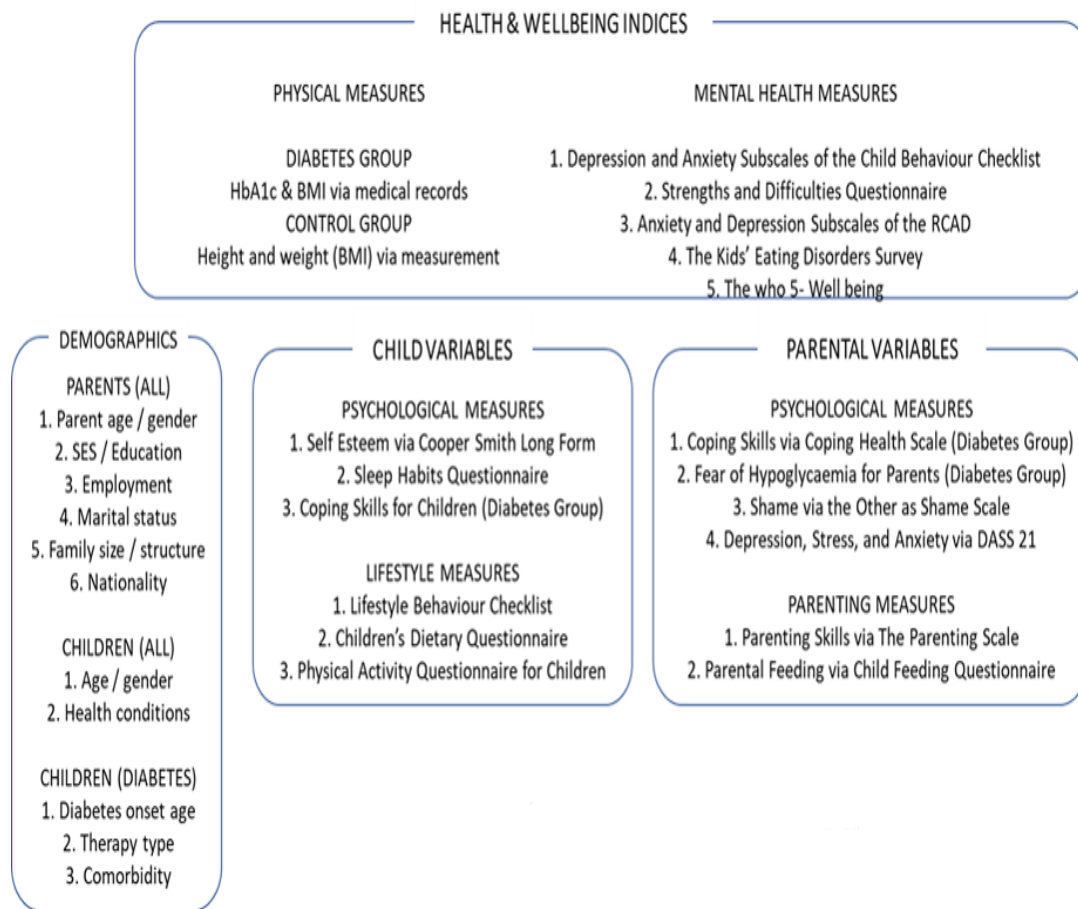 HEALTH & WELLBEING INDICES
PHYSICAL MEASURES
DIABETES GROUP
HbA1c & BMI via medical records
CONTROL GROUP
Height and weight (BMI) via measurement
MENTAL HEALTH MEASURES
1. Depression and Anxiety Subscales of the Child Behaviour Checklist
2. Strengths and Difficulties Questionnaire
3. Anxiety and Depression Subscales of the RCAD
4. The Kids' Eating Disorders Survey
5. The who 5- Well being
DEMOGRAPHICS
PARENTS (ALL)
1. Parent age / gender
2. SES / Education
3. Employment
4. Marital status
5. Family size / structure
6. Nationality
CHILDREN (ALL)
1. Age / gender
2. Health conditions
CHILDREN (DIABETES)
1. Diabetes onset age
2. Therapy type
3. Comorbidity
CHILD VARIABLES
PSYCHOLOGICAL MEASURES
1. Self Esteem via Cooper Smith Long Form
2. Sleep Habits Questionnaire
3. Coping Skills for Children (Diabetes Group)
LIFESTYLE MEASURES
1. Lifestyle Behaviour Checklist
2. Children's Dietary Questionnaire
3. Physical Activity Questionnaire for Children
PARENTAL VARIABLES
PSYCHOLOGICAL MEASURES
1. Coping Skills via Coping Health Scale (Diabetes Group)
2. Fear of Hypoglycaemia for Parents (Diabetes Group)
3. Shame via the Other as Shame Scale
4. Depression, Stress, and Anxiety via DASS 21
PARENTING MEASURES
1. Parenting Skills via The Parenting Scale
2. Parental Feeding via Child Feeding Questionnaire